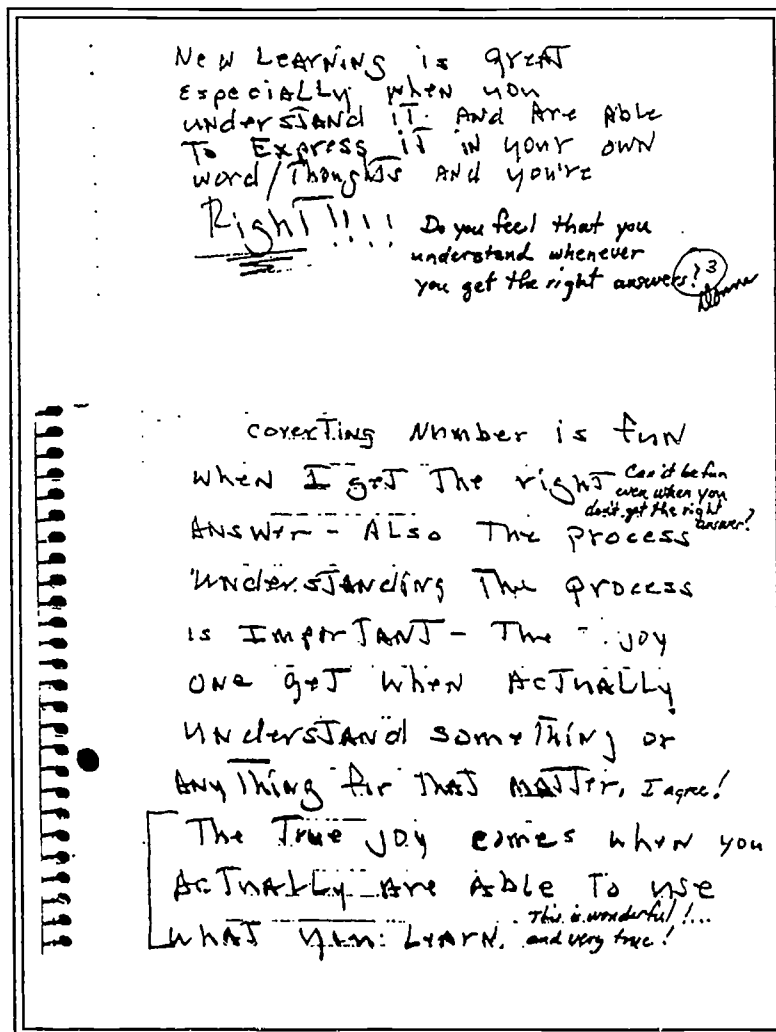 New Learning is great
Especially when you
understand it. And Are Able
To Express it in your own
word/Thoughts And you're
Right!!!!
Do you feel that you
understand whenever
you get the right answers?
3
coverting Number is fun
when I get The right
Can it be fun
even when you
don't get the right
answer?
Answer - Also The process
Understanding The process
is Important - The joy
one get when Actually
Understand something or
Any Thing for That matter. I agree!
The True joy comes when you
Actually are Able To use
what you Learn.
This is wonderful!...
and very true!